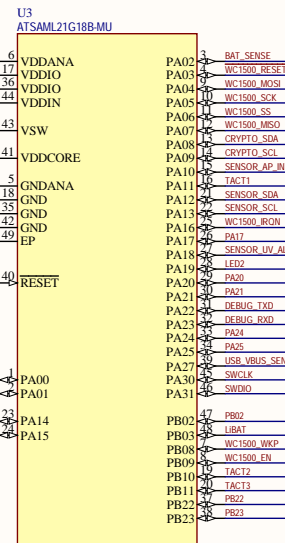 U3
ATSAML21G18B-MU
6 VDDANA PA02 3 BAT_SENSE
17 VDDIO PA03 4 WC1500_RESET
36 VDDIO PA04 9 WC1500_MOSI
44 VDDIN PA05 10 WC1500_SCK
PA06 11 WC1500_SS
43 VSW PA07 12 WC1500_MISO
PA08 13 CRYPTO_SDA
41 VDDCORE PA09 14 CRYPTO_SCL
PA10 15 SENSOR_AP_IN
5 GNDANA PA11 16 TACT1
18 GND PA12 21 SENSOR_SDA
35 GND PA13 22 SENSOR_SCL
42 GND PA16 25 WC1500_IRQN
49 EP PA17 26 PA17
PA18 27 SENSOR_UV_AL
PA19 28 LED2
40 RESET PA20 29 PA20
PA21 30 PA21
PA22 31 DEBUG_TXD
PA23 32 DEBUG_RXD
PA24 33 PA24
PA25 34 PA25
PA27 39 USB_VBUS_SEN
1 PA00 PA30 45 SWCLK
2 PA01 PA31 46 SWDIO
23 PA14 PB02 47 PB02
24 PA15 PB03 48 LiBAT
PB08 7 WC1500_WKP
PB09 8 WC1500_EN
PB10 19 TACT2
PB11 20 TACT3
PB22 37 PB22
PB23 38 PB23